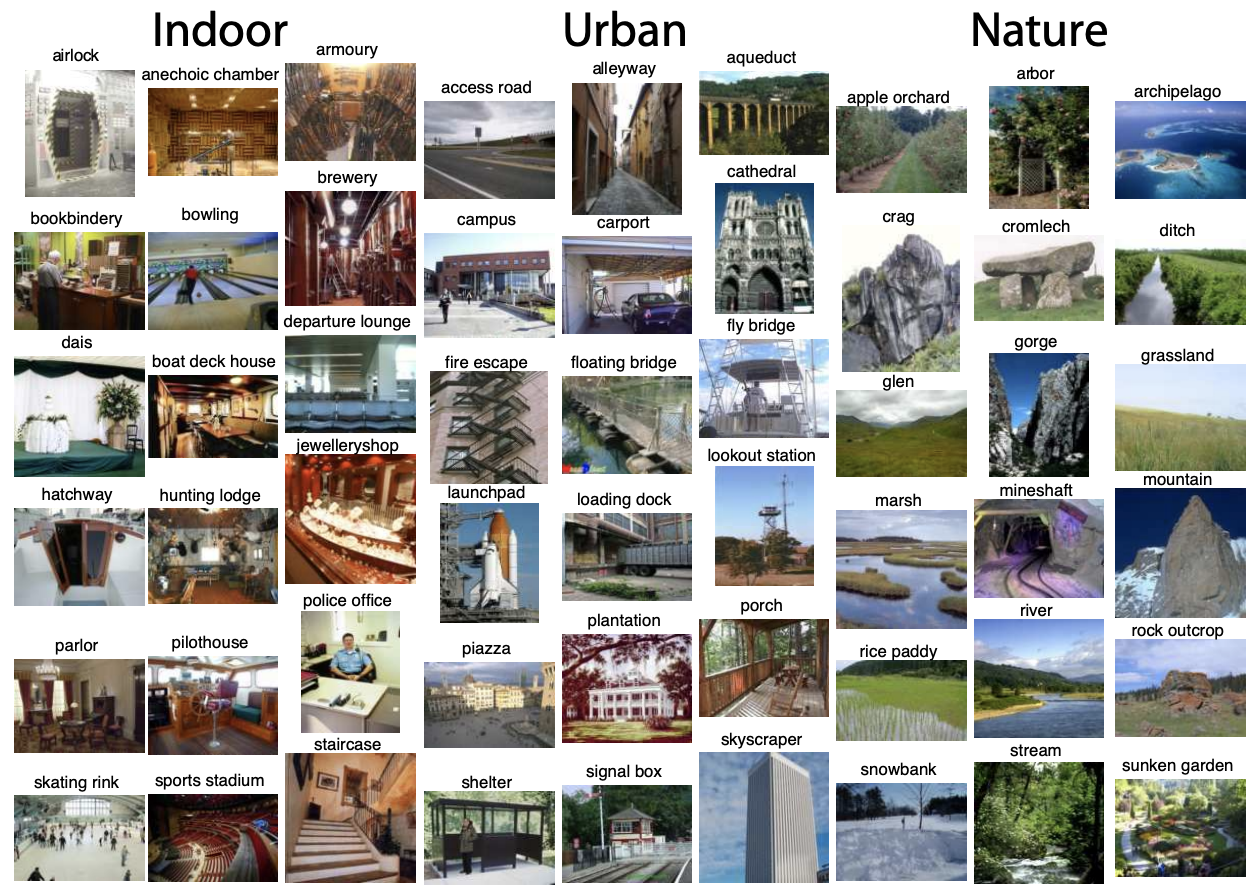 Indoor
Urban
Nature
airlock
anechoic chamber
armoury
access road
alleyway
aqueduct
apple orchard
arbor
archipelago
bookbindery
bowling
brewery
campus
carport
cathedral
crag
cromlech
ditch
dais
boat deck house
departure lounge
fire escape
floating bridge
fly bridge
glen
gorge
grassland
hatchway
hunting lodge
jewelleryshop
launchpad
loading dock
lookout station
marsh
mineshaft
mountain
parlor
pilothouse
police office
piazza
plantation
porch
rice paddy
river
rock outcrop
skating rink
sports stadium
staircase
shelter
signal box
skyscraper
snowbank
stream
sunken garden